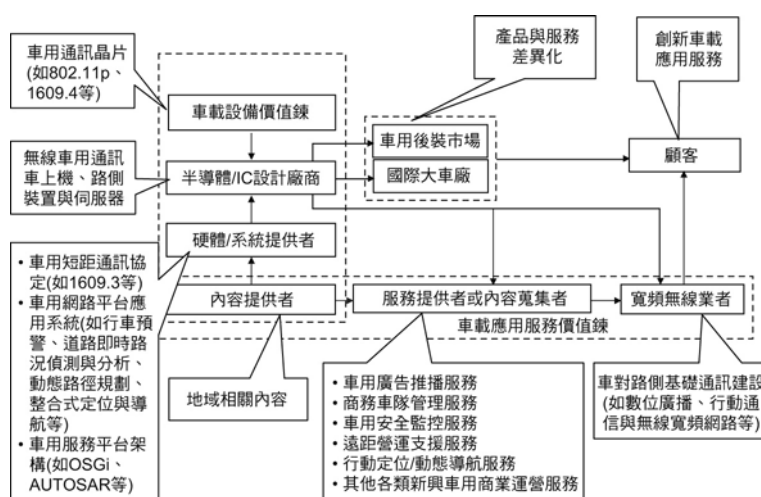 車用通訊晶片
(如802.11p、
1609.4等)
產品與服務
差異化
創新車載
應用服務
車載設備價值鍊
車用後裝市場
國際大車廠
顧客
無線車用通訊
車上機、路側
裝置與伺服器
半導體/IC設計廠商
硬體/系統提供者
• 車用短距通訊協
定(如1609.3等)
• 車用網路平台應
用系統(如行車預
警、道路即時路
況偵測與分析、
動態路徑規劃、
整合式定位與導
航等)
• 車用服務平台架
構(如OSGi、
AUTOSAR等)
內容提供者
服務提供者或內容蒐集者
寬頻無線業者
車載應用服務價值鍊
地域相關內容
• 車用廣告推播服務
• 商務車隊管理服務
• 車用安全監控服務
• 遠距營運支援服務
• 行動定位/動態導航服務
• 其他各類新興車用商業運營服務
車對路側基礎通訊建設
(如數位廣播、行動通
信與無線寬頻網路等)